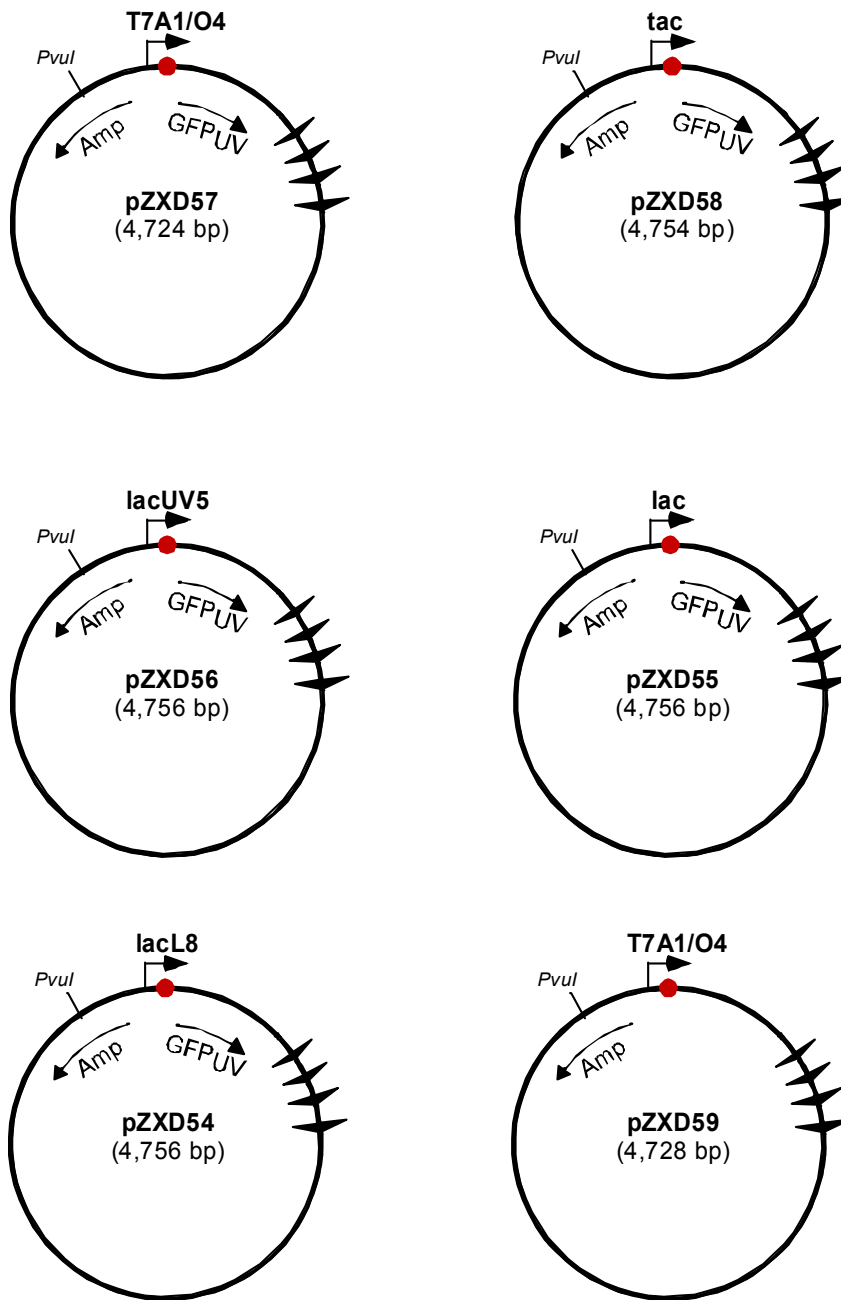 T7A1/O4
PvuI
Amp
GFPUV
pZXD57
(4,724 bp)
tac
PvuI
Amp
GFPUV
pZXD58
(4,754 bp)
lacUV5
PvuI
Amp
GFPUV
pZXD56
(4,756 bp)
lac
PvuI
Amp
GFPUV
pZXD55
(4,756 bp)
lacL8
PvuI
Amp
GFPUV
pZXD54
(4,756 bp)
T7A1/O4
PvuI
Amp
pZXD59
(4,728 bp)